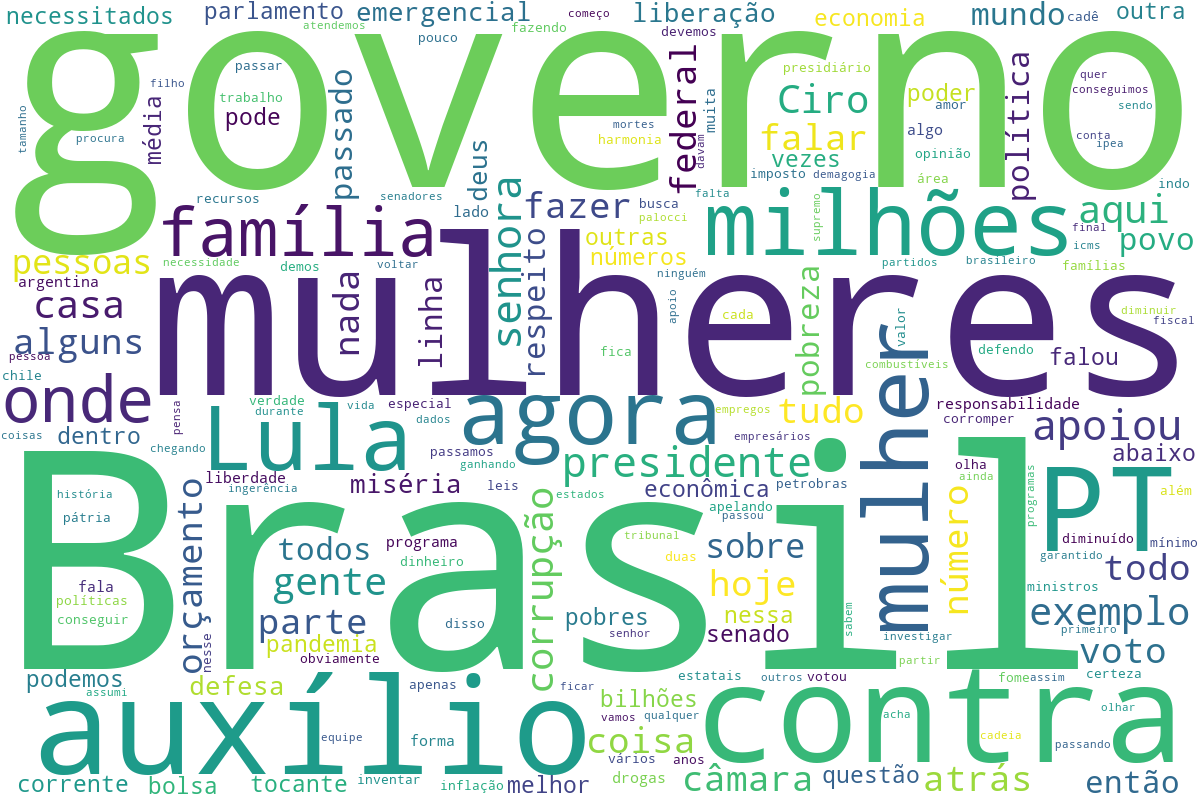 necessitados
parlamento
emergencial
começo
liberação
economia
mundo
cadê
outra
atendemos
pouco
fazendo
devemos
governo
passar
filho
trabalho
pode
tamanho
procura
média
passado
federal
muita
davam
presidiário
Ciro
falar
vezes
poder
amor
algo
opinião
área
política
quer
conseguimos
sendo
conta
ipea
mortes
harmonia
imposto
demagogia
indo
recursos
senadores
deus
lado
fazer
busca
palocci
falta
supremo
família
milhões
aqui
povo
final
icms
pessoas
necessidade
demos
voltar
outras
números
ninguém
partidos
brasileiro
famílias
argentina
casa
alguns
pessoa
chile
nada
linha
senhora
respeito
mulheres
apoio
cada
fica
pobreza
valor
combustíveis
defendo
falou
diminuir
fiscal
onde
coisas
dentro
pensa
verdade
durante
vida
especial
dados
agora
empregos
tudo
empresários
mulher
responsabilidade
corromper
apoiou
abaixo
chegando
Lula
passamos
ganhando
presidente
petrobras
liberdade
ingerência
miséria
leis
estados
econômica
apelando
passou
olha
ainda
programas
PT
além
história
pátria
orçamento
Brasil
todos
gente
programa
dinheiro
corrupção
tribunal
duas
sobre
hoje
nessa
número
diminuído
mínimo
garantido
todo
ministros
fala
políticas
conseguir
parte
pandemia
obviamente
nesse
disso
pobres
senhor
senado
sabem
investigar
partir
exemplo
primeiro
voto
certeza
podemos
assumi
defesa
apenas
ficar
bilhões
estatais
outros
votou
fome
assim
auxílio
equipe
forma
vamos
qualquer
coisa
vários
anos
contra
acha
cadeia
olhar
passando
corrente
bolsa
tocante
inventar
inflação
melhor
drogas
câmara
questão
atrás
então